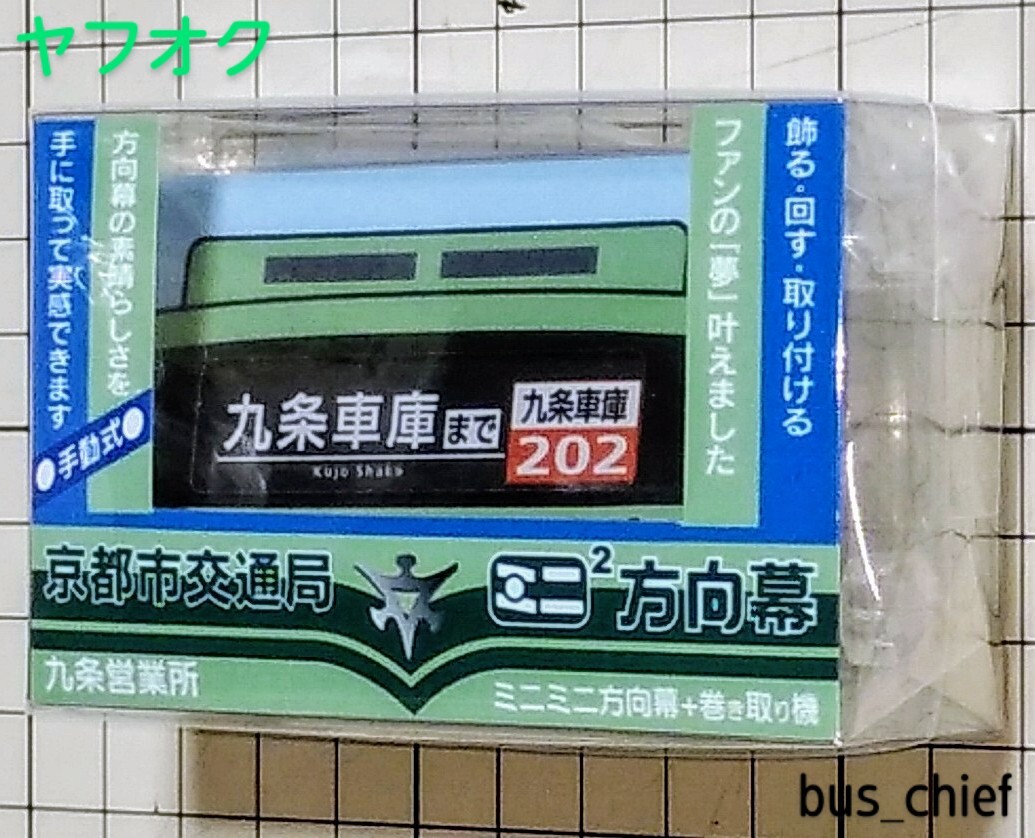 ヤフオク
飾る・回す・取り付ける
ファンの「夢」叶えました
方向幕の素晴らしさを
手に取って実感できます
●手動式●
九条車庫まで
Kujo Shako
九条車庫
202
京都市交通局
ミニ² 方向幕
九条営業所
ミニミニ方向幕+巻き取り機
bus_chief